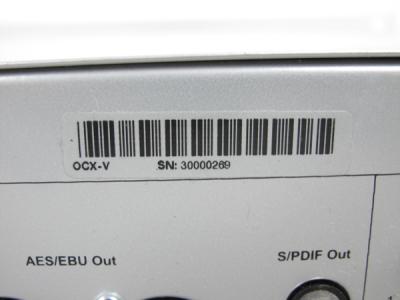 OCX-V SN: 30000269
AES/EBU Out S/PDIF Out